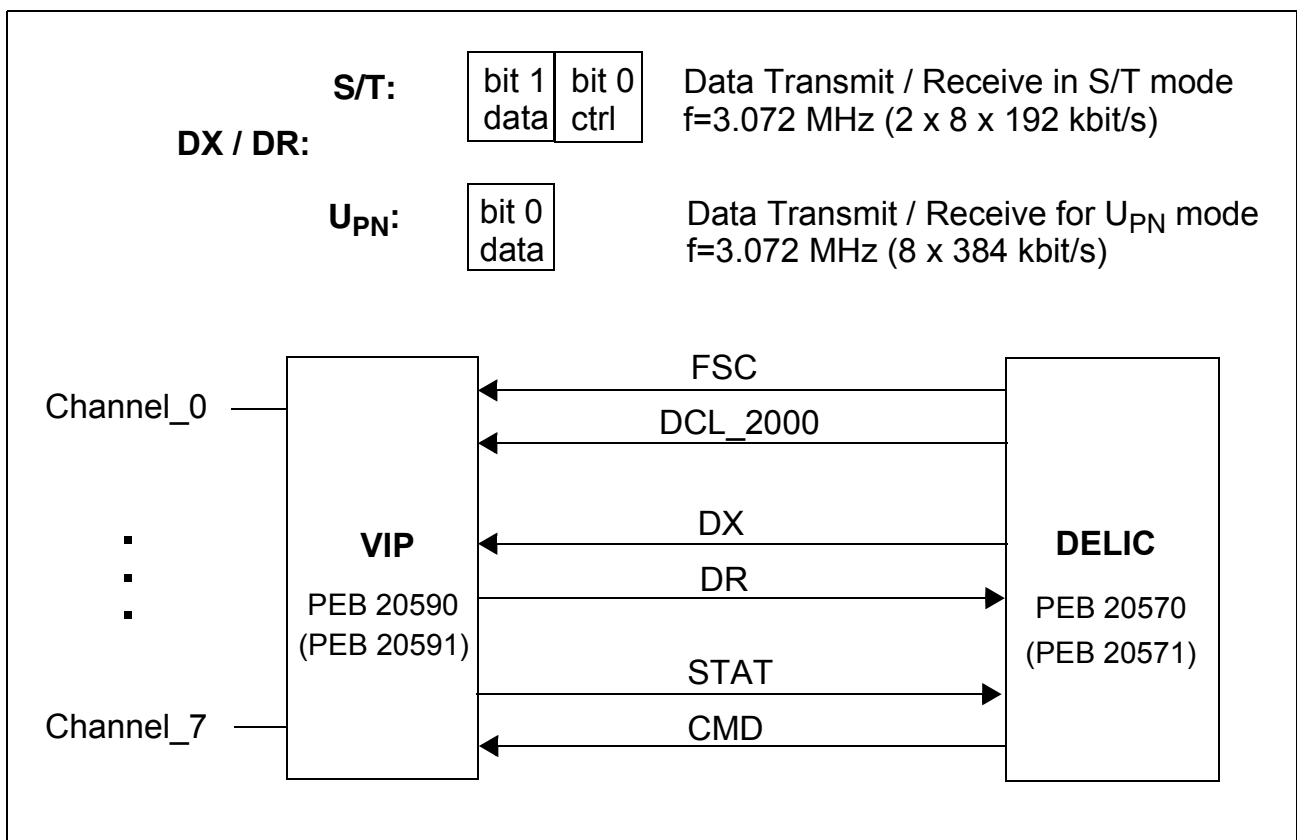 S/T:
bit 1
data
bit 0
ctrl
Data Transmit / Receive in S/T mode
f=3.072 MHz (2 x 8 x 192 kbit/s)
DX / DR:
UPN:
bit 0
data
Data Transmit / Receive for UPN mode
f=3.072 MHz (8 x 384 kbit/s)
Channel_0
Channel_7
VIP
PEB 20590
(PEB 20591)
FSC
DCL_2000
DX
DR
STAT
CMD
DELIC
PEB 20570
(PEB 20571)